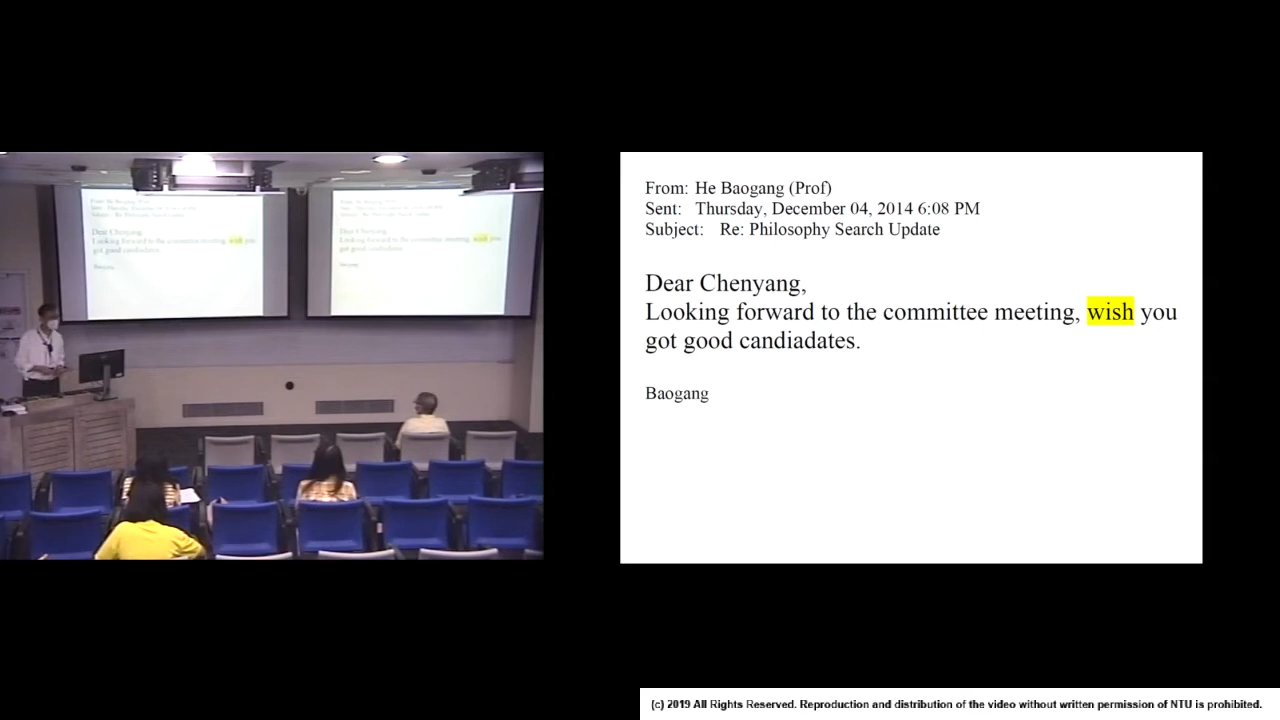 From: He Baogang (Prof)
Sent: Thursday, December 04, 2014 6:08 PM
Subject: Re: Philosophy Search Update
Dear Chenyang,
Looking forward to the committee meeting, wish you
got good candiadates.
Baogang
(c) 2019 All Rights Reserved. Reproduction and distribution of the video without written permission of NTU is prohibited.